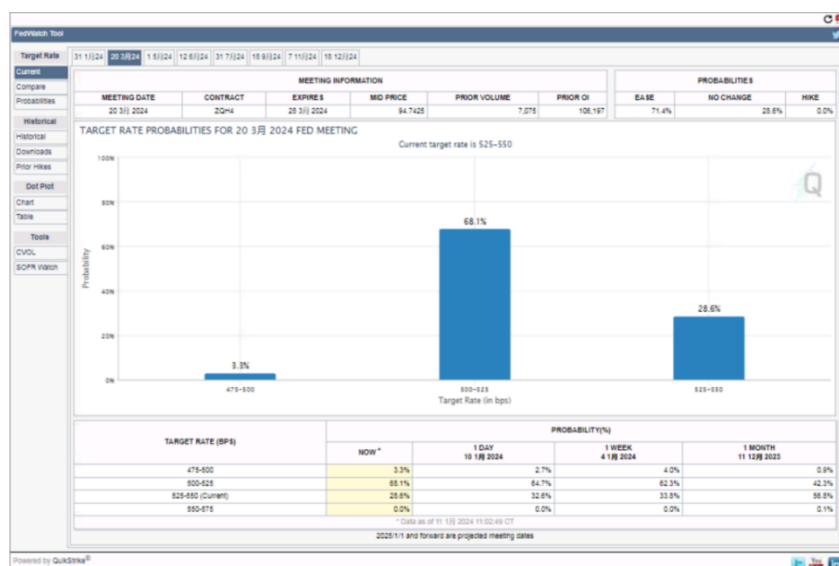 FedWatch Tool
Target Rate
Current
Compare
Probabilities
Historical
Historical
Downloads
Prior Hikes
Dot Plot
Chart
Table
Tools
CVOL
SOFR Watch
31 1月24 20 3月24 1 5月24 12 6月24 31 7月24 18 9月24 7 11月24 18 12月24
MEETING INFORMATION
MEETING DATE CONTRACT EXPIRES MID PRICE PRIOR VOLUME PRIOR OI
20 3月 2024 ZQH4 28 3月 2024 94.7425 7,075 106,197
PROBABILITIES
EASE NO CHANGE HIKE
71.4% 28.6% 0.0%
TARGET RATE PROBABILITIES FOR 20 3月 2024 FED MEETING
Current target rate is 525-550
Q
Probability
100%
80%
60%
40%
20%
0%
3.3%
68.1%
28.6%
475-500 500-525 525-550
Target Rate (in bps)
TARGET RATE (BPS) PROBABILITY(%)
NOW * 1 DAY 1 WEEK 1 MONTH
10 1月 2024 4 1月 2024 11 12月 2023
475-500 3.3% 2.7% 4.0% 0.9%
500-525 68.1% 64.7% 62.3% 42.3%
525-550 (Current) 28.6% 32.6% 33.8% 56.8%
550-575 0.0% 0.0% 0.0% 0.1%
* Data as of 11 1月 2024 11:02:49 CT
2025/1/1 and forward are projected meeting dates
Powered by QuikStrike®
You